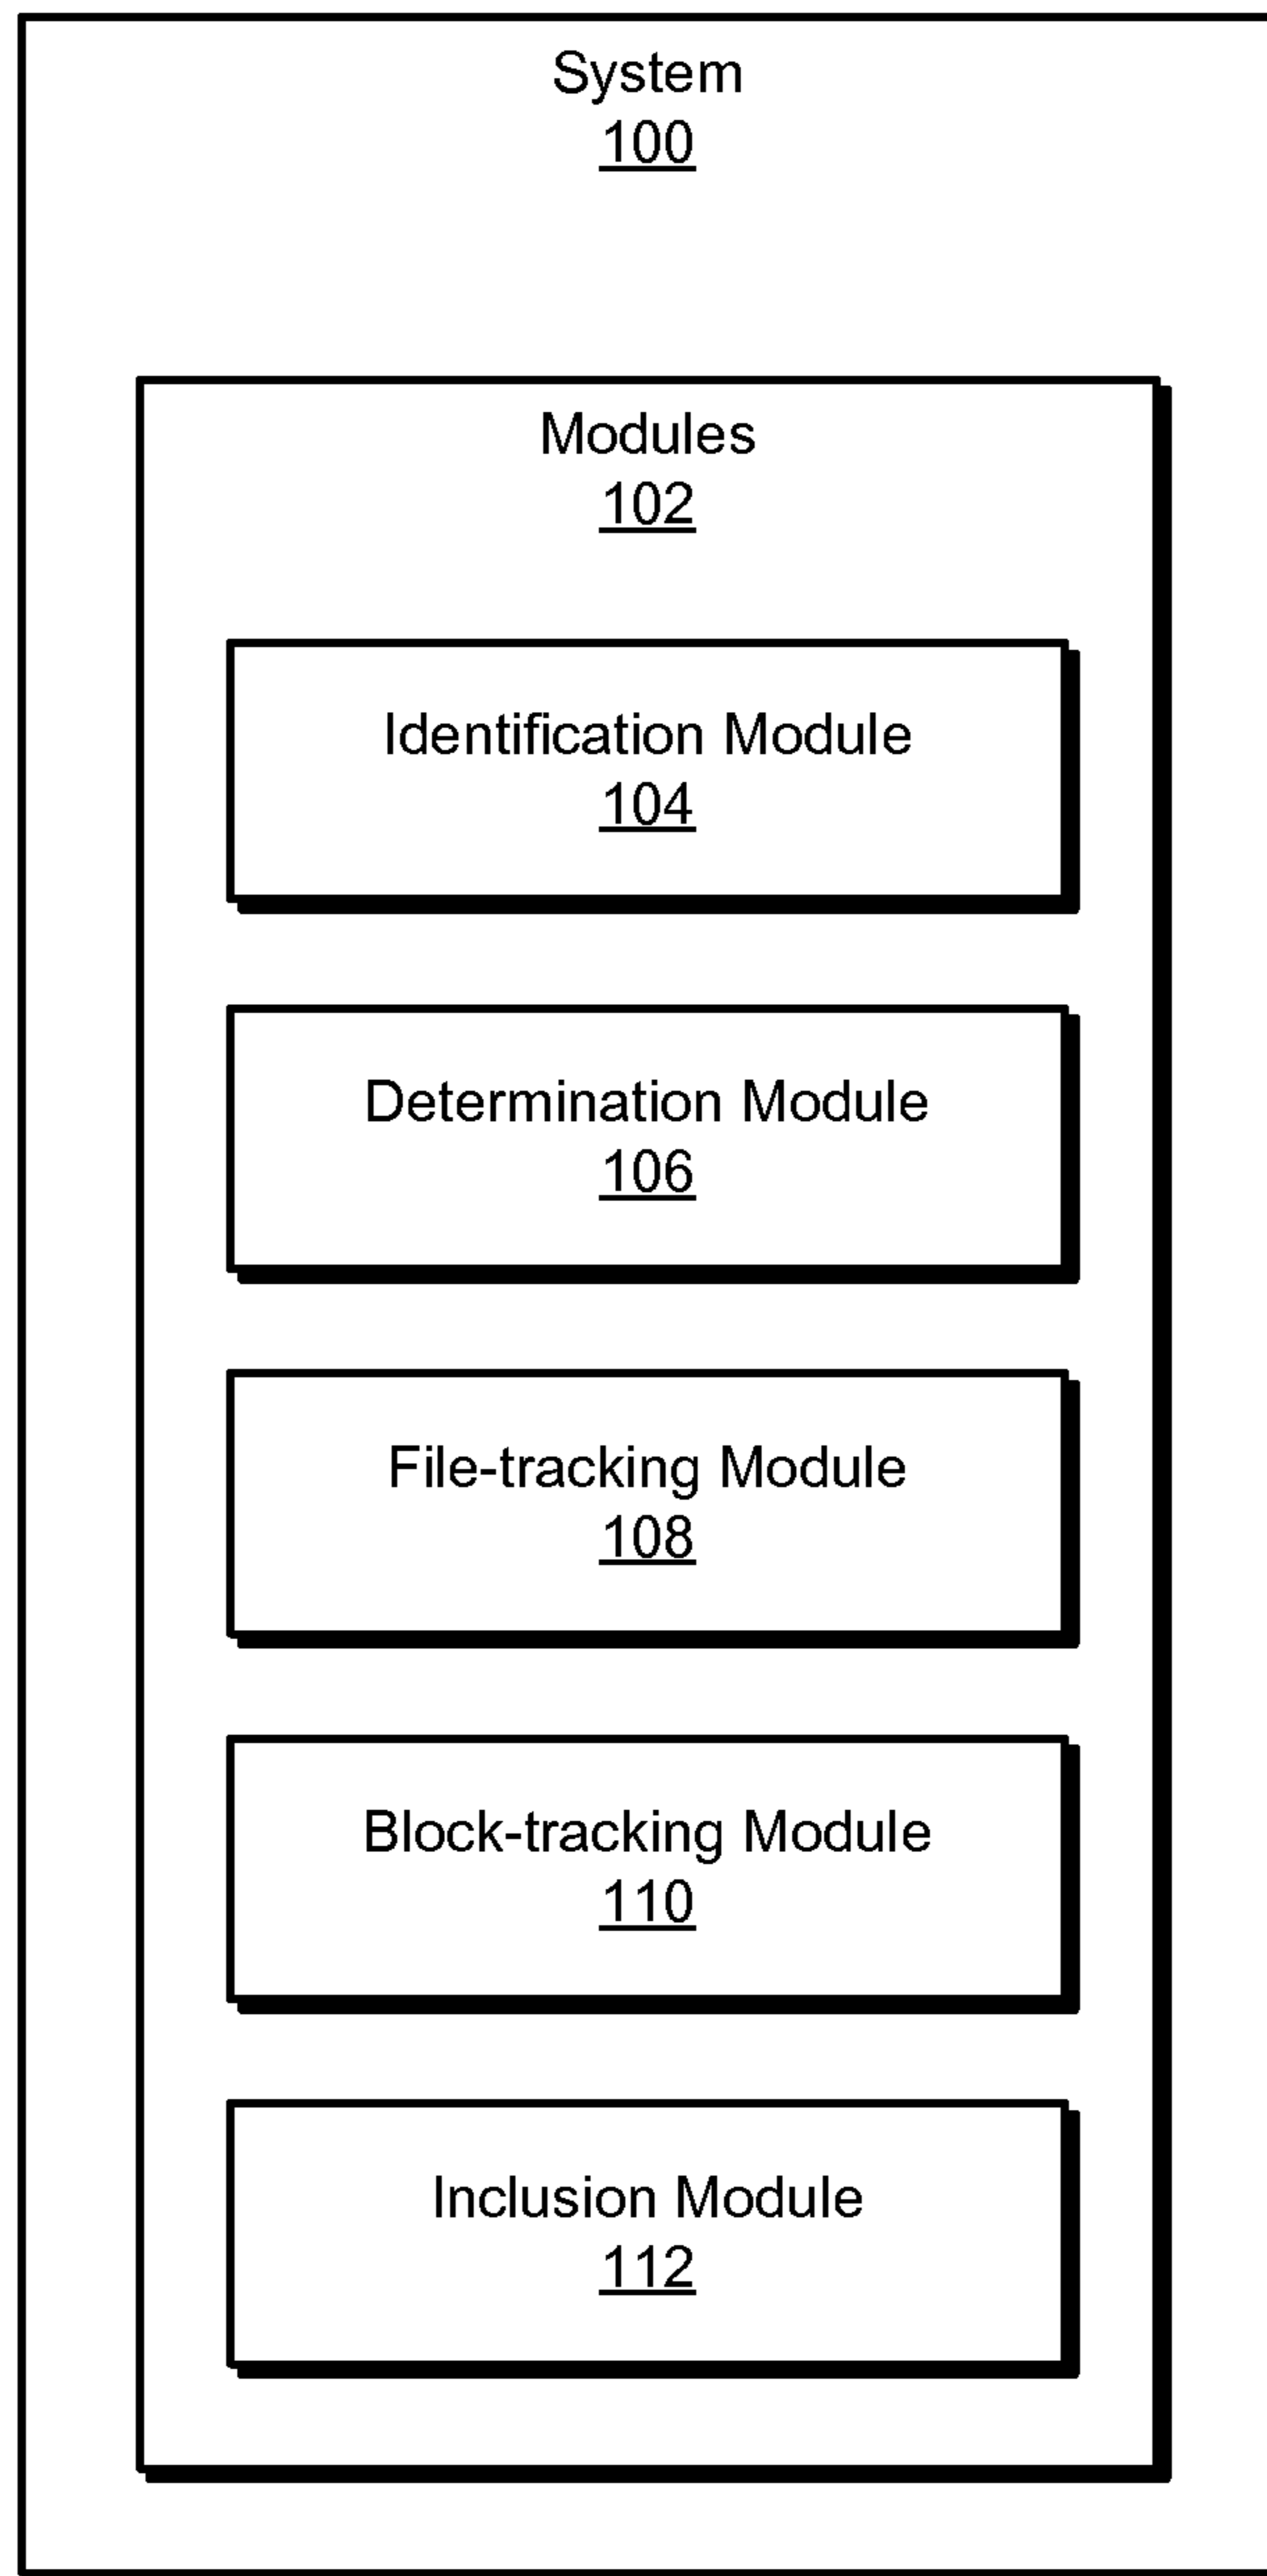 System
100
Modules
102
Identification Module
104
Determination Module
106
File-tracking Module
108
Block-tracking Module
110
Inclusion Module
112